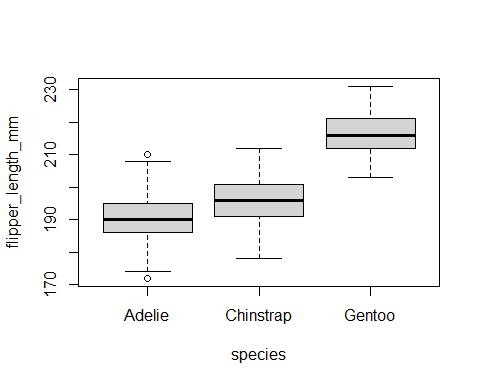 flipper_length_mm
230
210
190
170
Adelie
Chinstrap
Gentoo
species